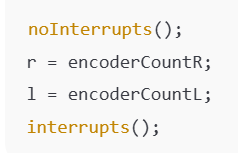 noInterrupts();
r = encoderCountR;
l = encoderCountL;
interrupts();